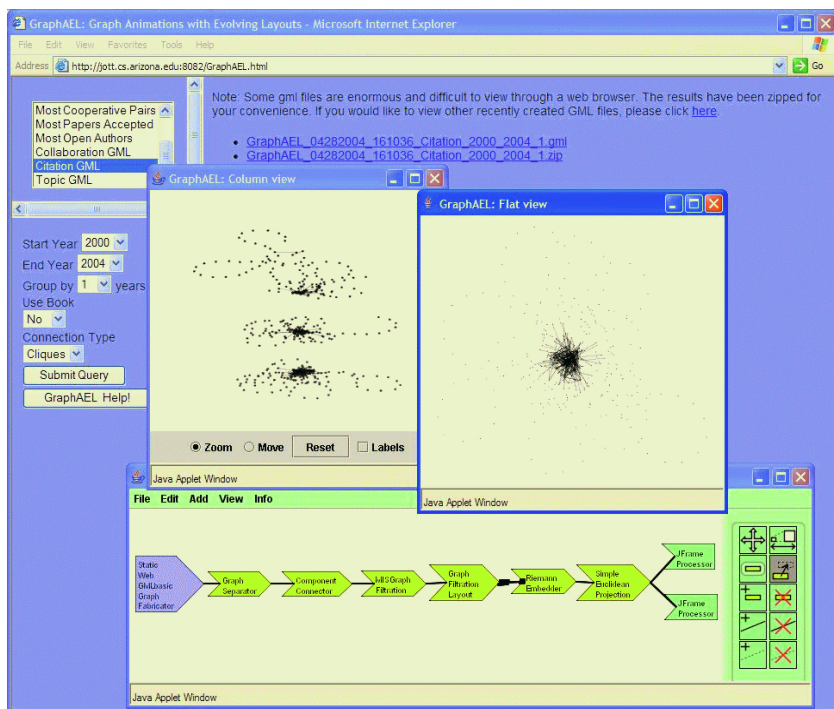 GraphAEL: Graph Animations with Evolving Layouts - Microsoft Internet Explorer
File Edit View Favorites Tools Help
Address http://jott.cs.arizona.edu:8082/GraphAEL.html Go
Most Cooperative Pairs
Most Papers Accepted
Most Open Authors
Collaboration GML
Citation GML
Topic GML
Note: Some gml files are enormous and difficult to view through a web browser. The results have been zipped for
your convenience. If you would like to view other recently created GML files, please click here.
• GraphAEL_04282004_161036_Citation_2000_2004_1.gml
• GraphAEL_04282004_161036_Citation_2000_2004_1.zip
Start Year 2000
End Year 2004
Group by 1 years
Use Book
No
Connection Type
Cliques
Submit Query
GraphAEL Help!
GraphAEL: Column view
Zoom Move Reset Labels
Java Applet Window
GraphAEL: Flat view
Java Applet Window
File Edit Add View Info
Static
Web
GMLbasic
Graph
Fabricator
Graph
Separator
Component
Connector
MISGraph
Filtration
Graph
Filtration
Layout
Riemann
Embedder
Simple
Euclidean
Projection
JFrame
Processor
JFrame
Processor
Java Applet Window